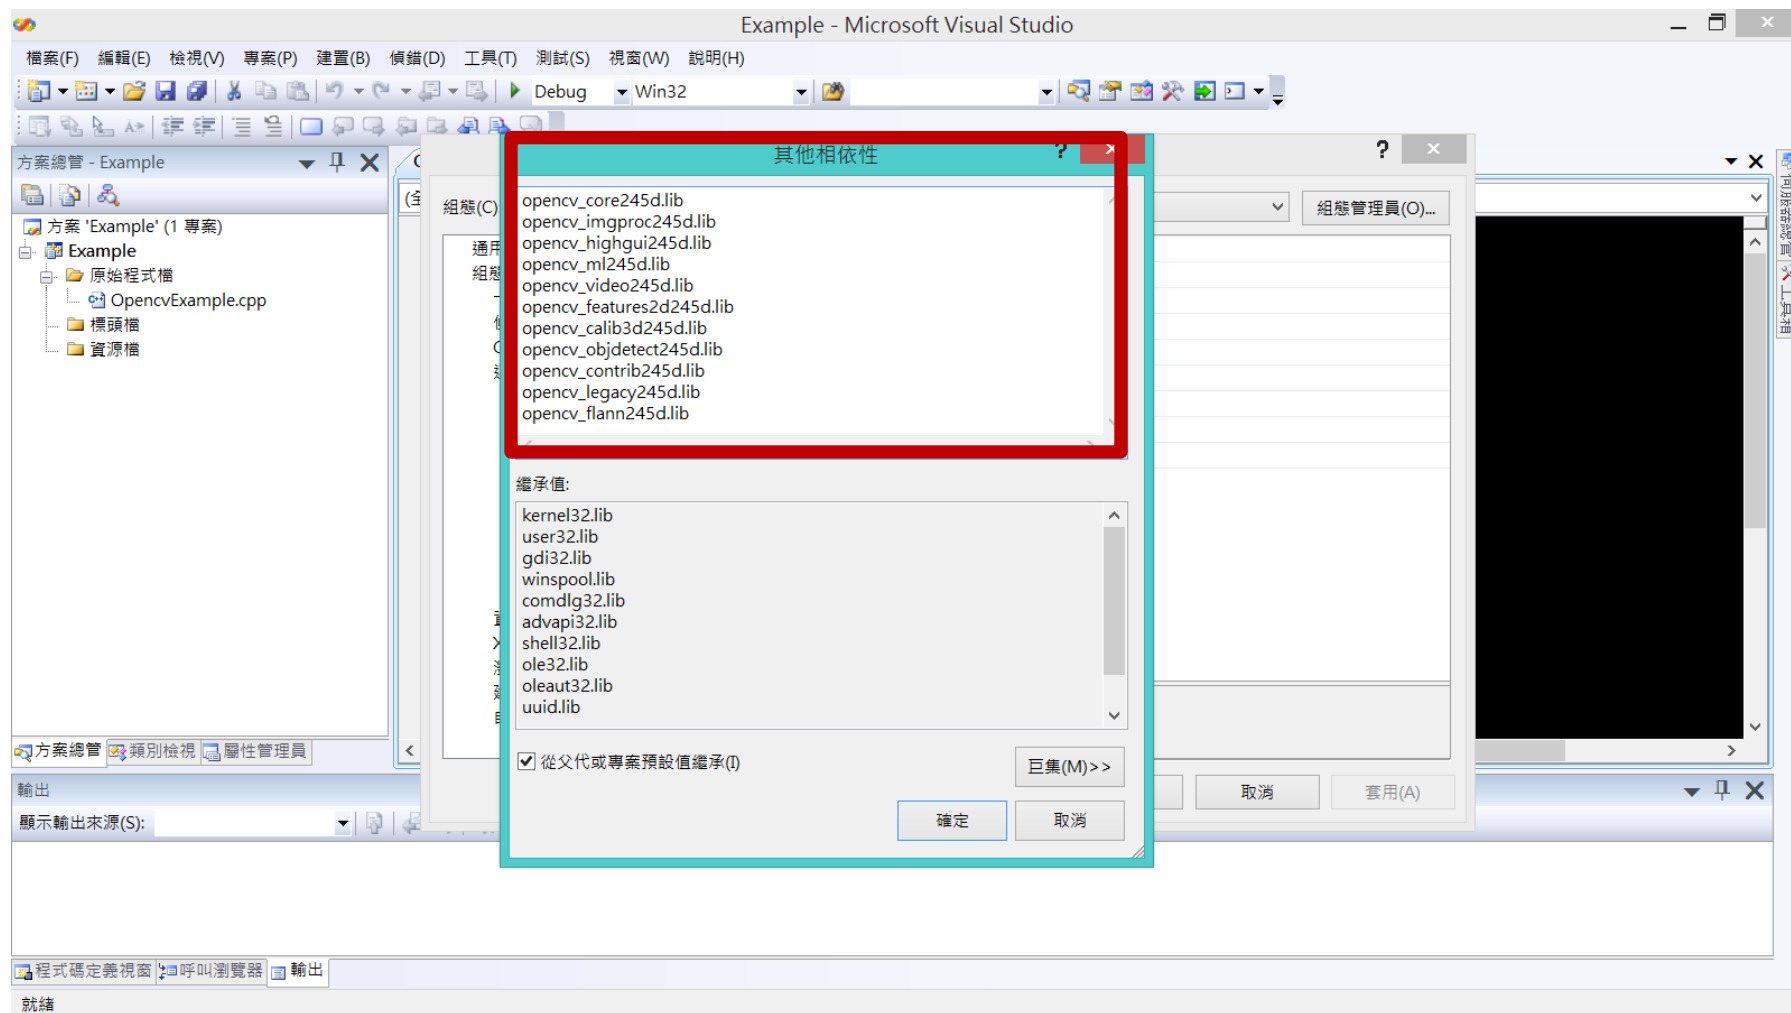 Example - Microsoft Visual Studio
檔案(F) 編輯(E) 檢視(V) 專案(P) 建置(B) 偵錯(D) 工具(T) 測試(S) 視窗(W) 說明(H)
Debug Win32
方案總管 - Example
方案 'Example' (1 專案)
Example
原始程式檔
OpencvExample.cpp
標頭檔
資源檔
方案總管 類別檢視 屬性管理員
組態(C)
組態管理員(O)...
通用
組態
其他相依性
opencv_core245d.lib
opencv_imgproc245d.lib
opencv_highgui245d.lib
opencv_ml245d.lib
opencv_video245d.lib
opencv_features2d245d.lib
opencv_calib3d245d.lib
opencv_objdetect245d.lib
opencv_contrib245d.lib
opencv_legacy245d.lib
opencv_flann245d.lib
繼承值:
kernel32.lib
user32.lib
gdi32.lib
winspool.lib
comdlg32.lib
advapi32.lib
shell32.lib
ole32.lib
oleaut32.lib
uuid.lib
從父代或專案預設值繼承(I)
巨集(M)>>
確定 取消
取消 套用(A)
伺服器總管
工具箱
輸出
顯示輸出來源(S):
程式碼定義視窗 呼叫瀏覽器 輸出
就緒